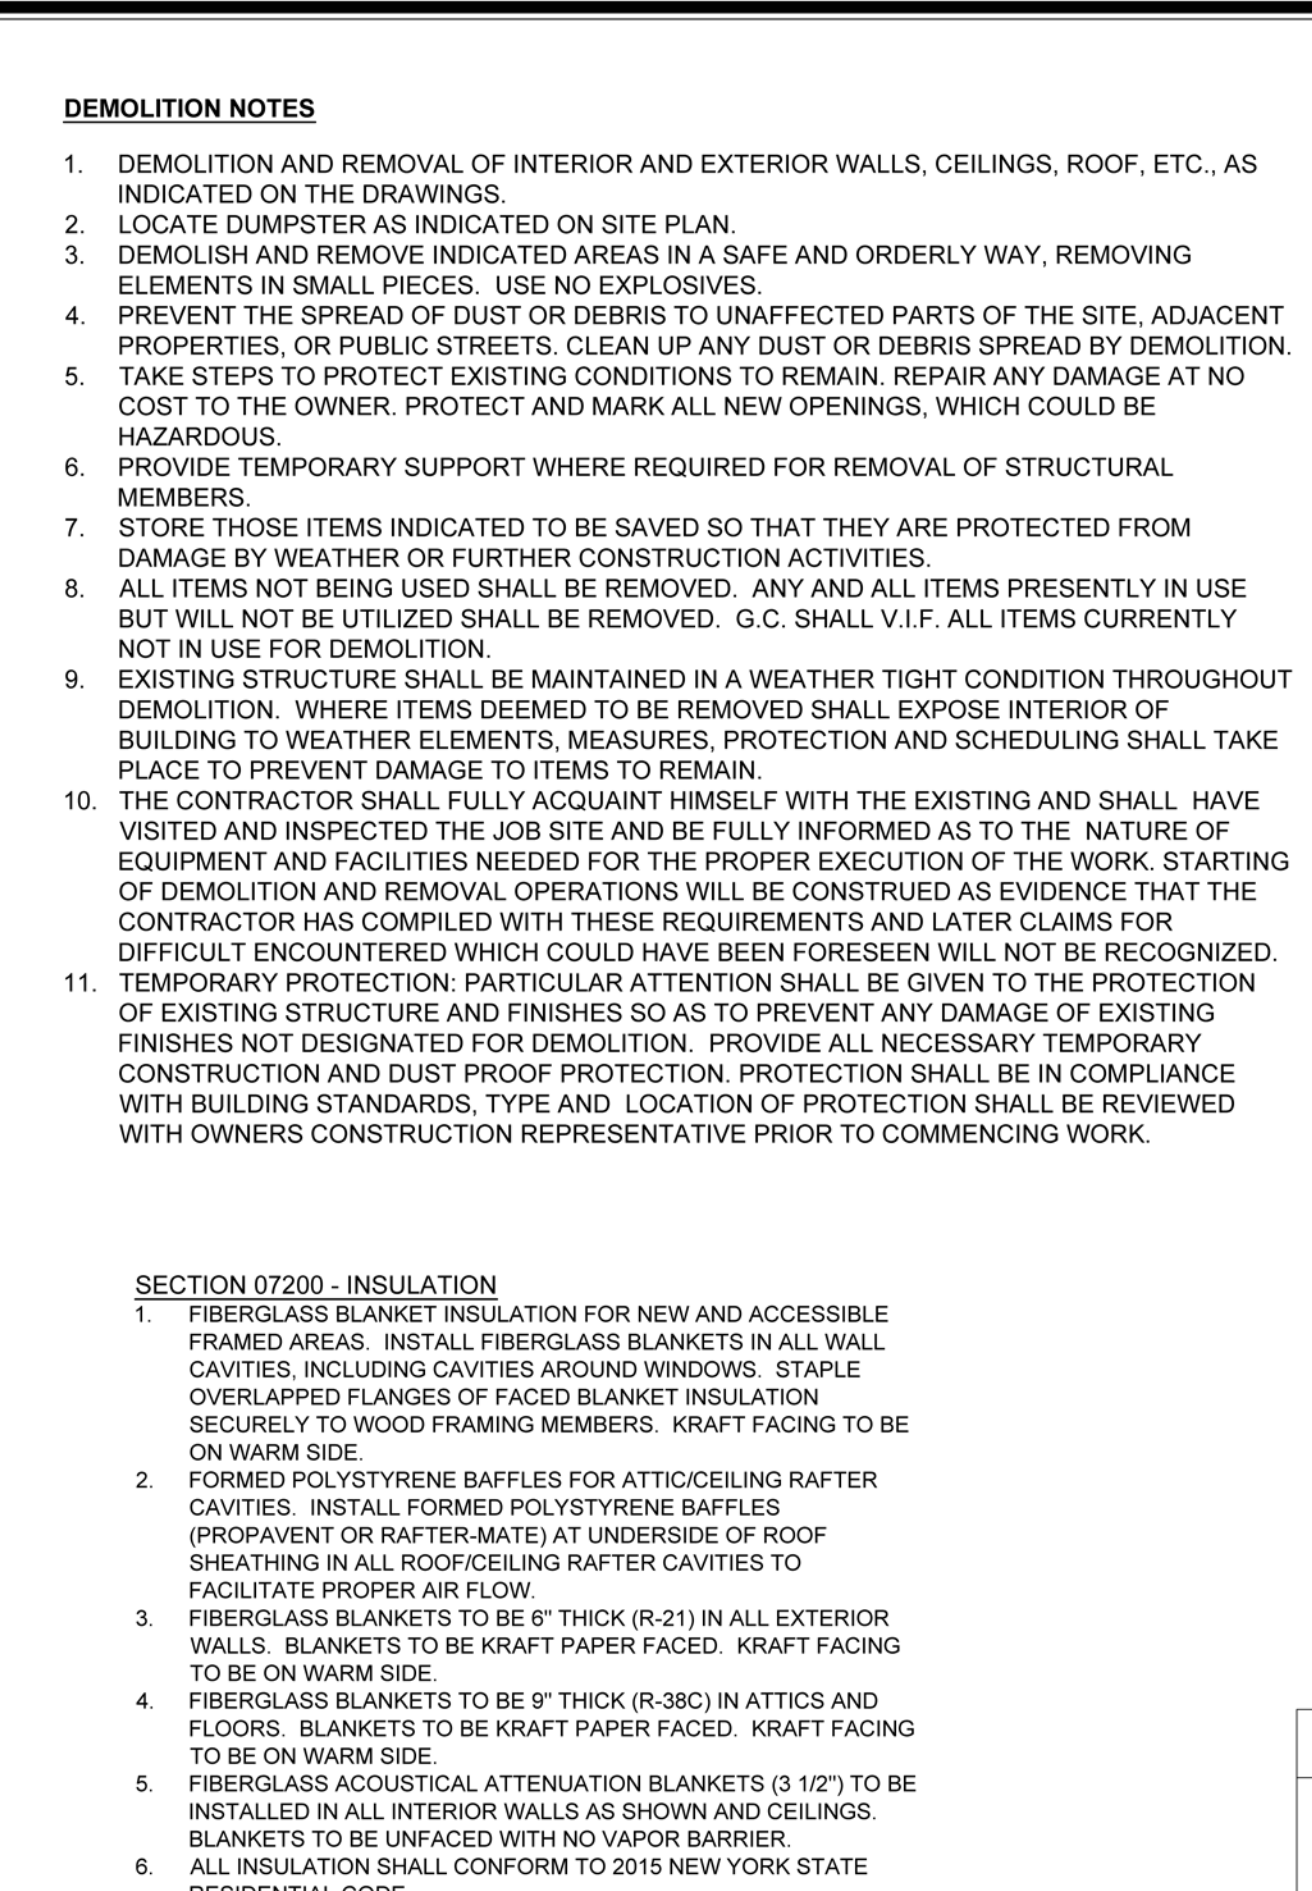 DEMOLITION NOTES
1. DEMOLITION AND REMOVAL OF INTERIOR AND EXTERIOR WALLS, CEILINGS, ROOF, ETC., AS
INDICATED ON THE DRAWINGS.
2. LOCATE DUMPSTER AS INDICATED ON SITE PLAN.
3. DEMOLISH AND REMOVE INDICATED AREAS IN A SAFE AND ORDERLY WAY, REMOVING
ELEMENTS IN SMALL PIECES. USE NO EXPLOSIVES.
4. PREVENT THE SPREAD OF DUST OR DEBRIS TO UNAFFECTED PARTS OF THE SITE, ADJACENT
PROPERTIES, OR PUBLIC STREETS. CLEAN UP ANY DUST OR DEBRIS SPREAD BY DEMOLITION.
5. TAKE STEPS TO PROTECT EXISTING CONDITIONS TO REMAIN. REPAIR ANY DAMAGE AT NO
COST TO THE OWNER. PROTECT AND MARK ALL NEW OPENINGS, WHICH COULD BE
HAZARDOUS.
6. PROVIDE TEMPORARY SUPPORT WHERE REQUIRED FOR REMOVAL OF STRUCTURAL
MEMBERS.
7. STORE THOSE ITEMS INDICATED TO BE SAVED SO THAT THEY ARE PROTECTED FROM
DAMAGE BY WEATHER OR FURTHER CONSTRUCTION ACTIVITIES.
8. ALL ITEMS NOT BEING USED SHALL BE REMOVED. ANY AND ALL ITEMS PRESENTLY IN USE
BUT WILL NOT BE UTILIZED SHALL BE REMOVED. G.C. SHALL V.I.F. ALL ITEMS CURRENTLY
NOT IN USE FOR DEMOLITION.
9. EXISTING STRUCTURE SHALL BE MAINTAINED IN A WEATHER TIGHT CONDITION THROUGHOUT
DEMOLITION. WHERE ITEMS DEEMED TO BE REMOVED SHALL EXPOSE INTERIOR OF
BUILDING TO WEATHER ELEMENTS, MEASURES, PROTECTION AND SCHEDULING SHALL TAKE
PLACE TO PREVENT DAMAGE TO ITEMS TO REMAIN.
10. THE CONTRACTOR SHALL FULLY ACQUAINT HIMSELF WITH THE EXISTING AND SHALL HAVE
VISITED AND INSPECTED THE JOB SITE AND BE FULLY INFORMED AS TO THE NATURE OF
EQUIPMENT AND FACILITIES NEEDED FOR THE PROPER EXECUTION OF THE WORK. STARTING
OF DEMOLITION AND REMOVAL OPERATIONS WILL BE CONSTRUED AS EVIDENCE THAT THE
CONTRACTOR HAS COMPILED WITH THESE REQUIREMENTS AND LATER CLAIMS FOR
DIFFICULT ENCOUNTERED WHICH COULD HAVE BEEN FORESEEN WILL NOT BE RECOGNIZED.
11. TEMPORARY PROTECTION: PARTICULAR ATTENTION SHALL BE GIVEN TO THE PROTECTION
OF EXISTING STRUCTURE AND FINISHES SO AS TO PREVENT ANY DAMAGE OF EXISTING
FINISHES NOT DESIGNATED FOR DEMOLITION. PROVIDE ALL NECESSARY TEMPORARY
CONSTRUCTION AND DUST PROOF PROTECTION. PROTECTION SHALL BE IN COMPLIANCE
WITH BUILDING STANDARDS, TYPE AND LOCATION OF PROTECTION SHALL BE REVIEWED
WITH OWNERS CONSTRUCTION REPRESENTATIVE PRIOR TO COMMENCING WORK.
SECTION 07200 - INSULATION
1. FIBERGLASS BLANKET INSULATION FOR NEW AND ACCESSIBLE
FRAMED AREAS. INSTALL FIBERGLASS BLANKETS IN ALL WALL
CAVITIES, INCLUDING CAVITIES AROUND WINDOWS. STAPLE
OVERLAPPED FLANGES OF FACED BLANKET INSULATION
SECURELY TO WOOD FRAMING MEMBERS. KRAFT FACING TO BE
ON WARM SIDE.
2. FORMED POLYSTYRENE BAFFLES FOR ATTIC/CEILING RAFTER
CAVITIES. INSTALL FORMED POLYSTYRENE BAFFLES
(PROPAVENT OR RAFTER-MATE) AT UNDERSIDE OF ROOF
SHEATHING IN ALL ROOF/CEILING RAFTER CAVITIES TO
FACILITATE PROPER AIR FLOW.
3. FIBERGLASS BLANKETS TO BE 6" THICK (R-21) IN ALL EXTERIOR
WALLS. BLANKETS TO BE KRAFT PAPER FACED. KRAFT FACING
TO BE ON WARM SIDE.
4. FIBERGLASS BLANKETS TO BE 9" THICK (R-38C) IN ATTICS AND
FLOORS. BLANKETS TO BE KRAFT PAPER FACED. KRAFT FACING
TO BE ON WARM SIDE.
5. FIBERGLASS ACOUSTICAL ATTENUATION BLANKETS (3 1/2") TO BE
INSTALLED IN ALL INTERIOR WALLS AS SHOWN AND CEILINGS.
BLANKETS TO BE UNFACED WITH NO VAPOR BARRIER.
6. ALL INSULATION SHALL CONFORM TO 2015 NEW YORK STATE